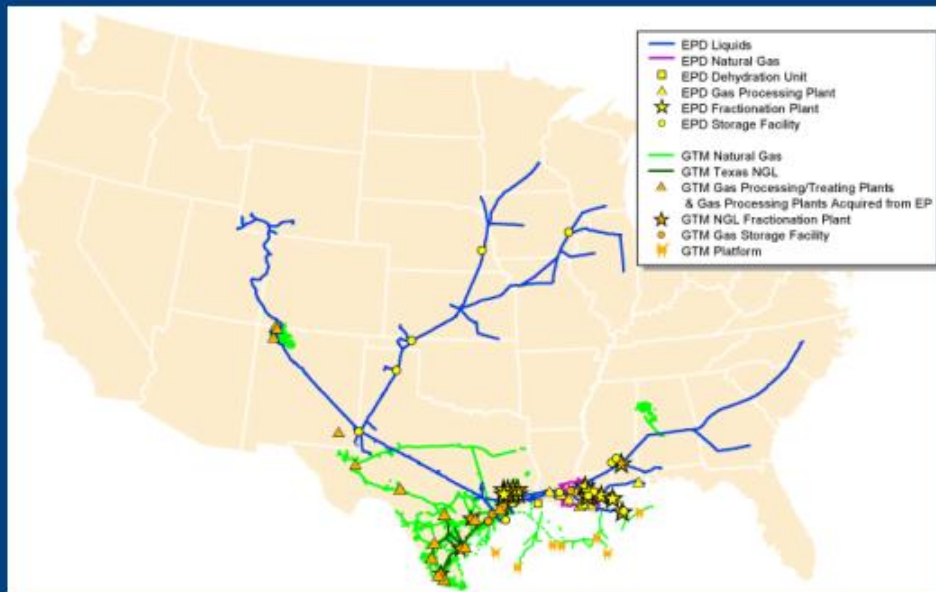 EPD Liquids
EPD Natural Gas
EPD Dehydration Unit
EPD Gas Processing Plant
EPD Fractionation Plant
EPD Storage Facility
GTM Natural Gas
GTM Texas NGL
GTM Gas Processing/Treating Plants
& Gas Processing Plants Acquired from EP
GTM NGL Fractionation Plant
GTM Gas Storage Facility
GTM Platform